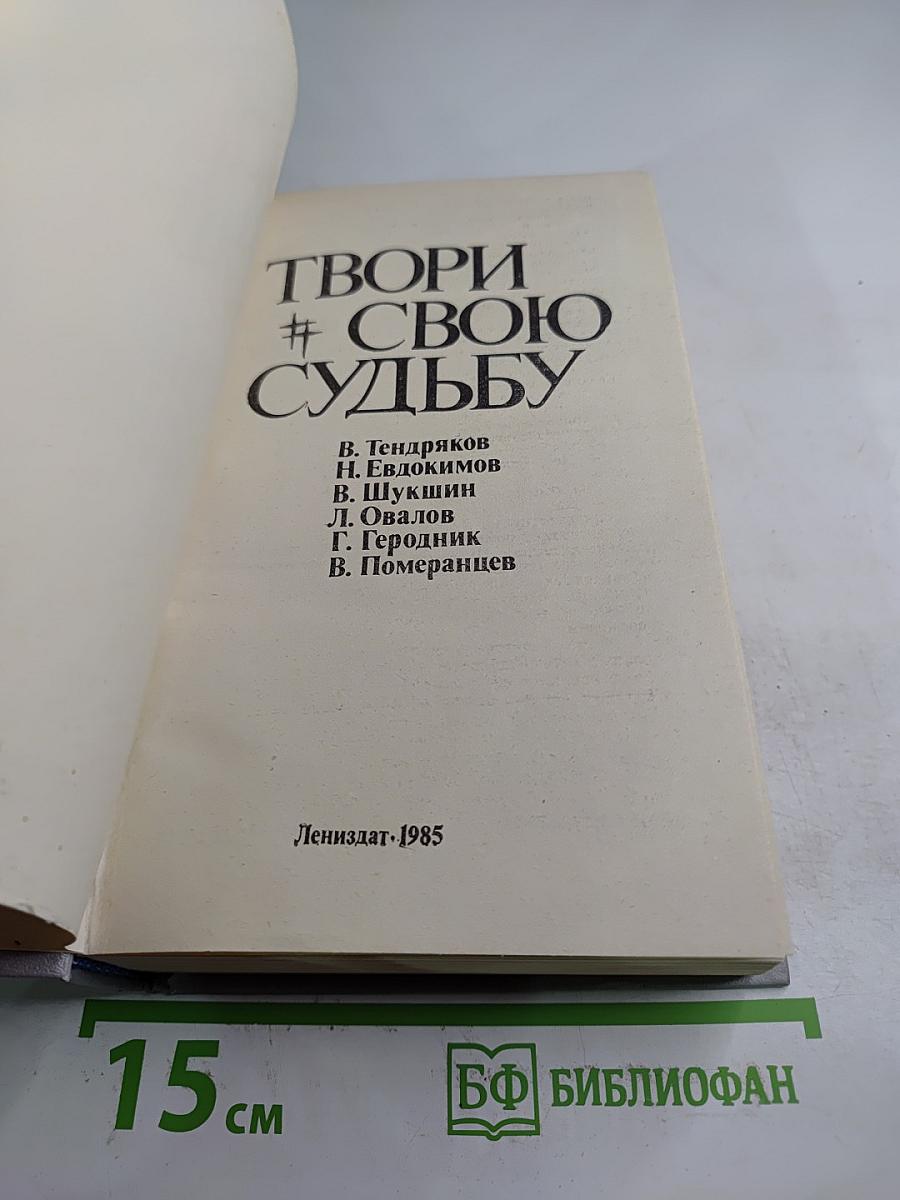 ТВОРИ
# СВОЮ
СУДЬБУ
В. Тендряков
Н. Евдокимов
В. Шукшин
Л. Овалов
Г. Геродник
В. Померанцев
Лениздат·1985
15 см
БФ БИБЛИОФАН